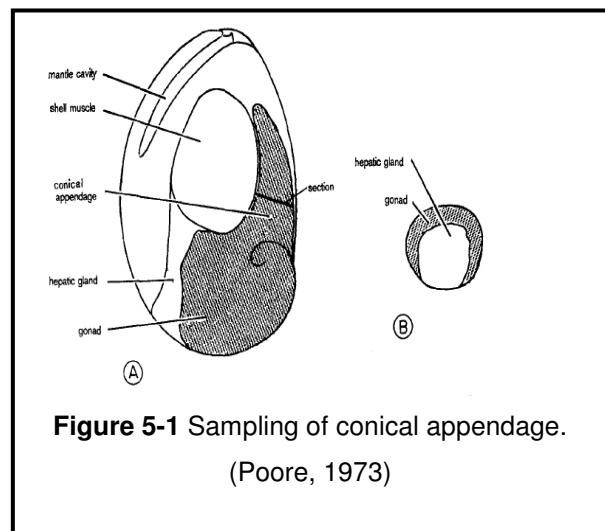 mantle cavity
shell muscle
conical
appendage
section
hepatic gland
gonad
A
hepatic gland
gonad
B
Figure 5-1 Sampling of conical appendage.
(Poore, 1973)